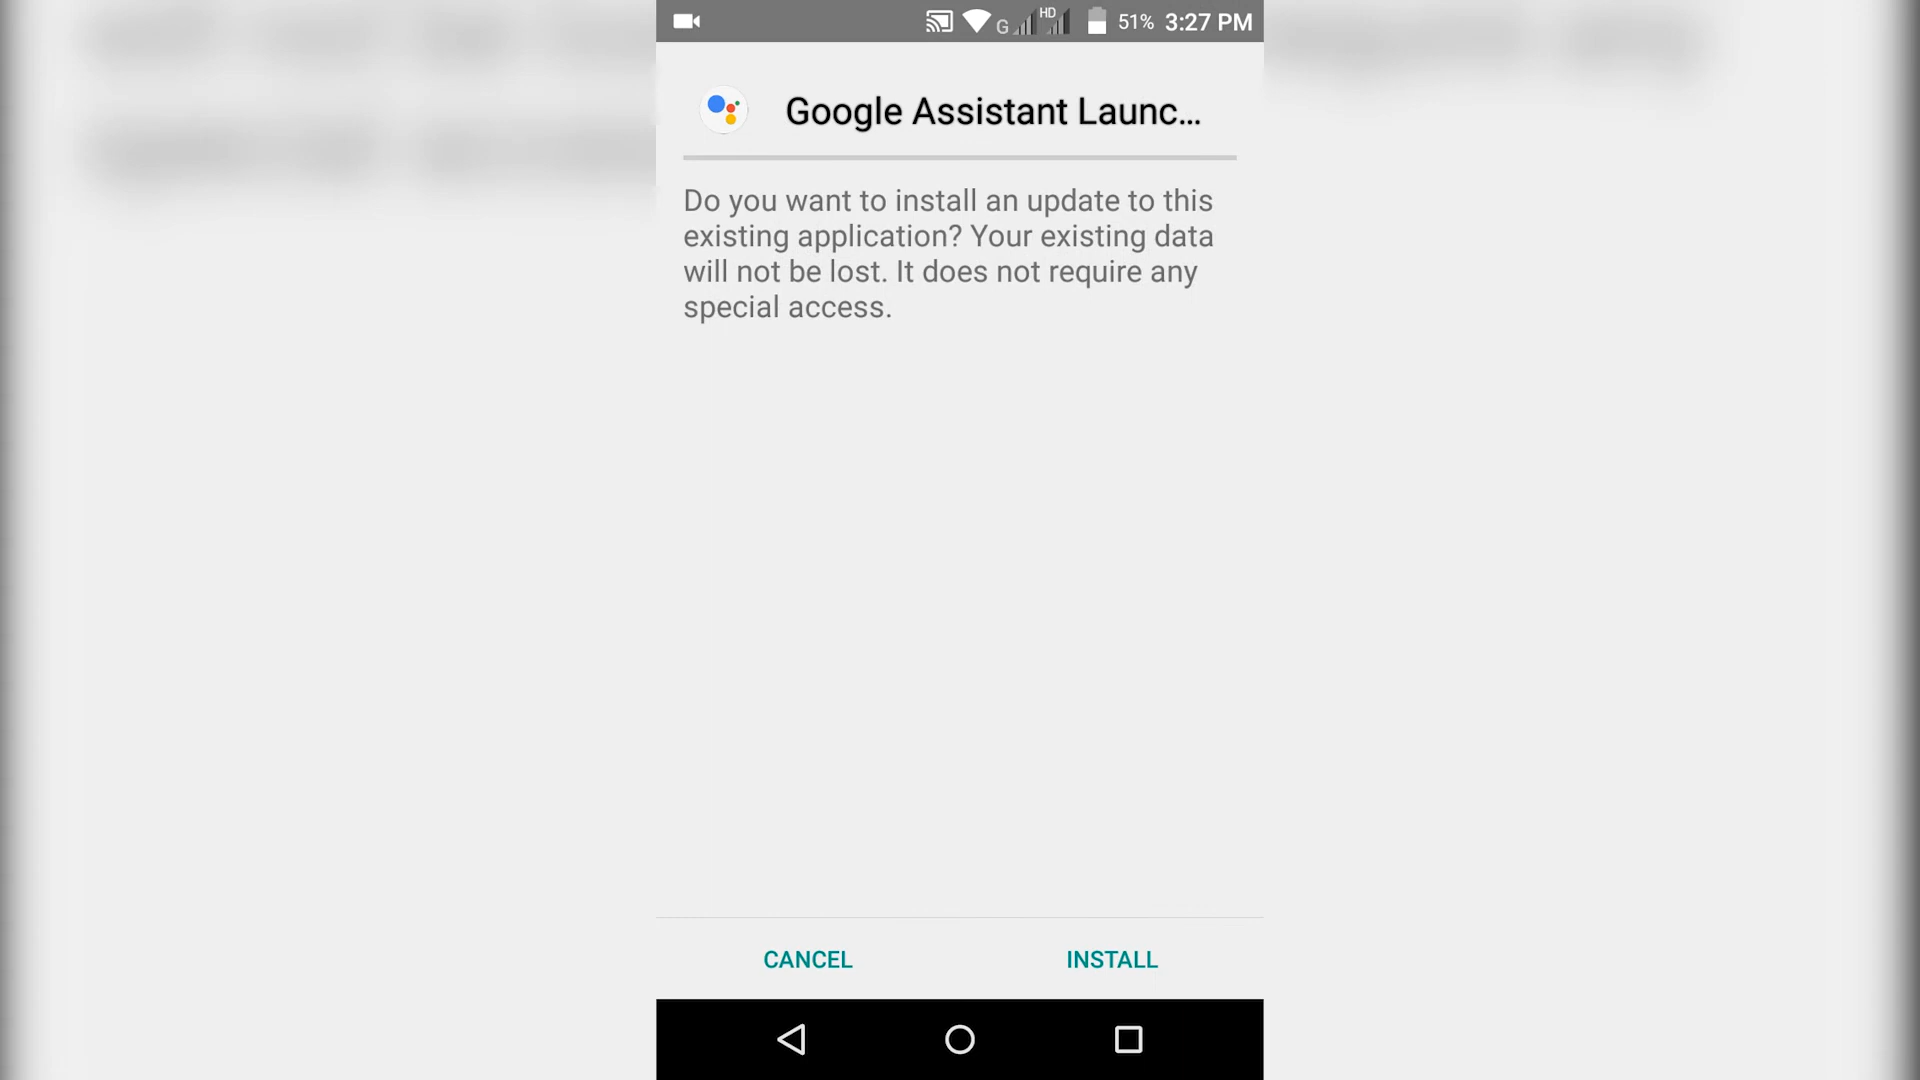 G HD 51% 3:27 PM
Google Assistant Launc...
Do you want to install an update to this
existing application? Your existing data
will not be lost. It does not require any
special access.
CANCEL INSTALL